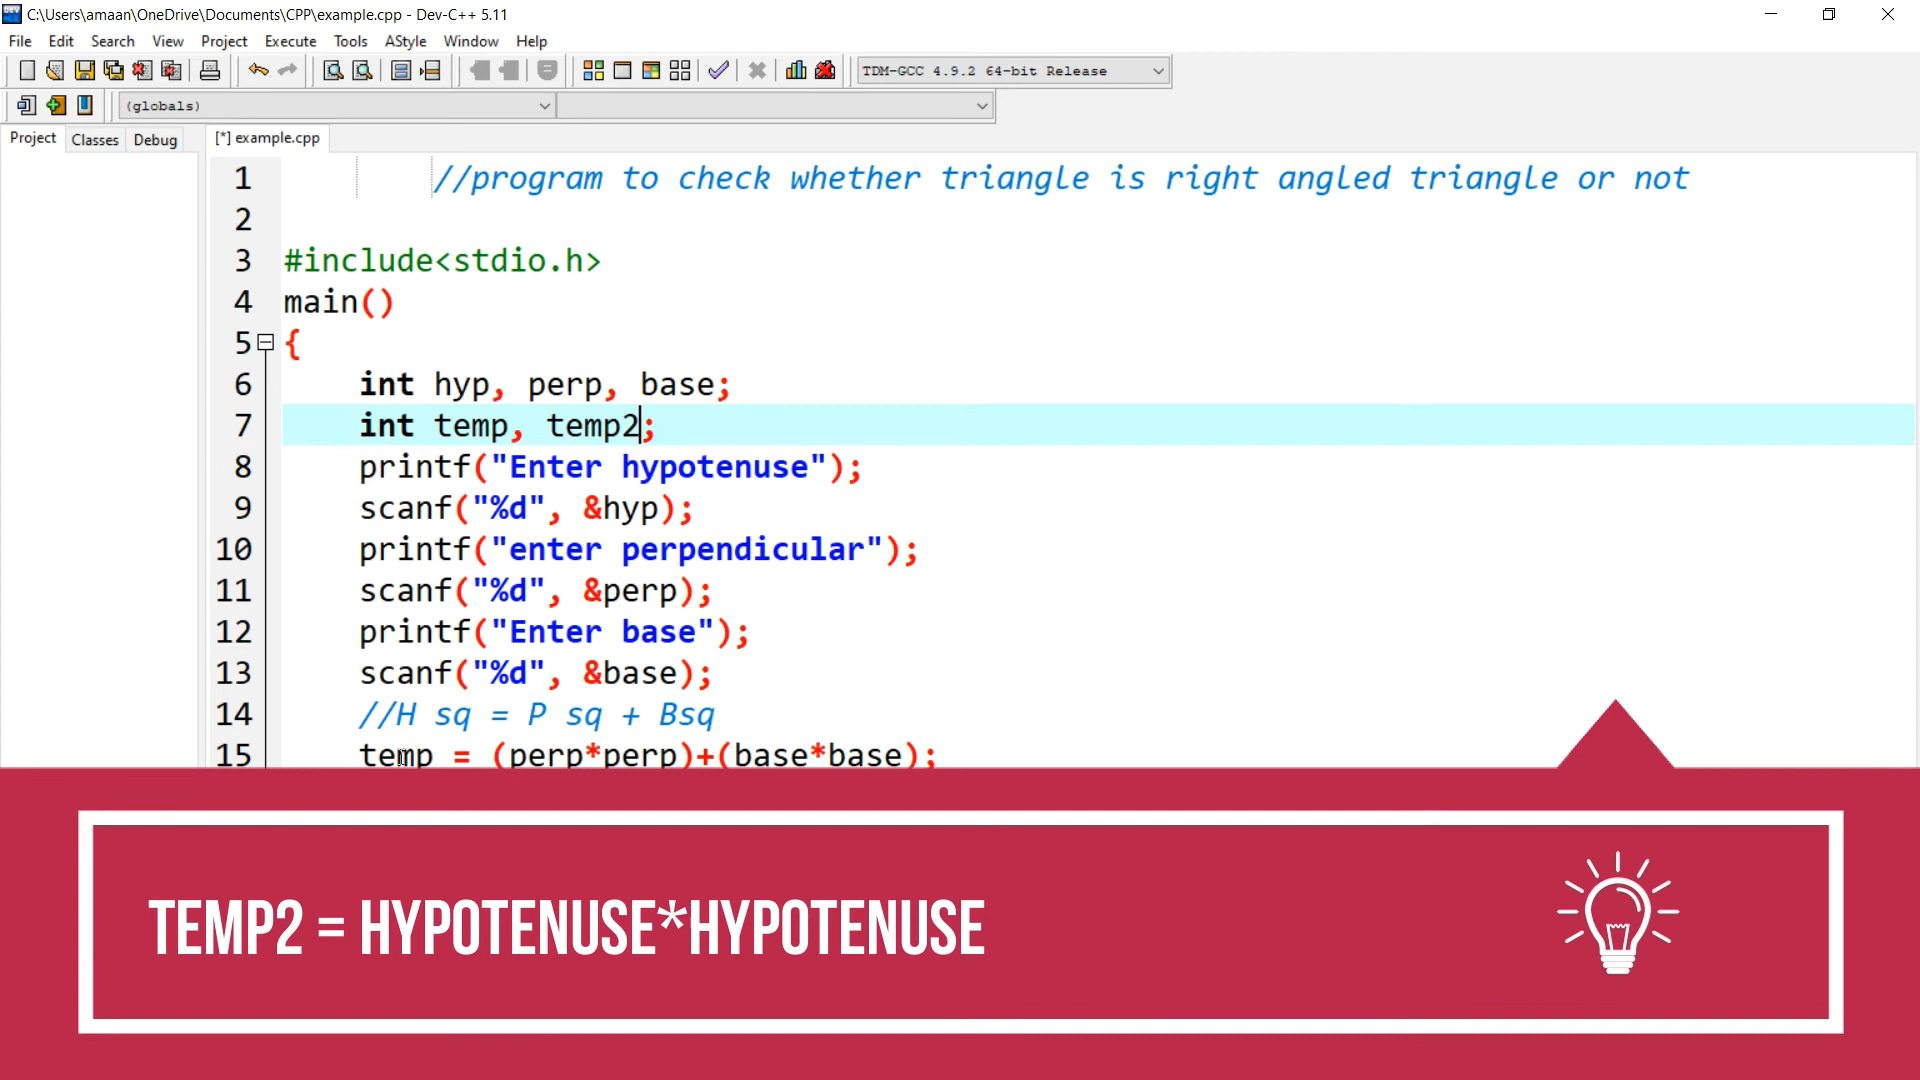 C:\Users\amaan\OneDrive\Documents\CPP\example.cpp - Dev-C++ 5.11
File Edit Search View Project Execute Tools AStyle Window Help
TDM-GCC 4.9.2 64-bit Release
(globals)
Project Classes Debug [*] example.cpp
1 //program to check whether triangle is right angled triangle or not
2
3 #include<stdio.h>
4 main()
5 {
6 int hyp, perp, base;
7 int temp, temp2;
8 printf("Enter hypotenuse");
9 scanf("%d", &hyp);
10 printf("enter perpendicular");
11 scanf("%d", &perp);
12 printf("Enter base");
13 scanf("%d", &base);
14 //H sq = P sq + Bsq
15 temp = (perp*perp)+(base*base);
TEMP2 = HYPOTENUSE*HYPOTENUSE